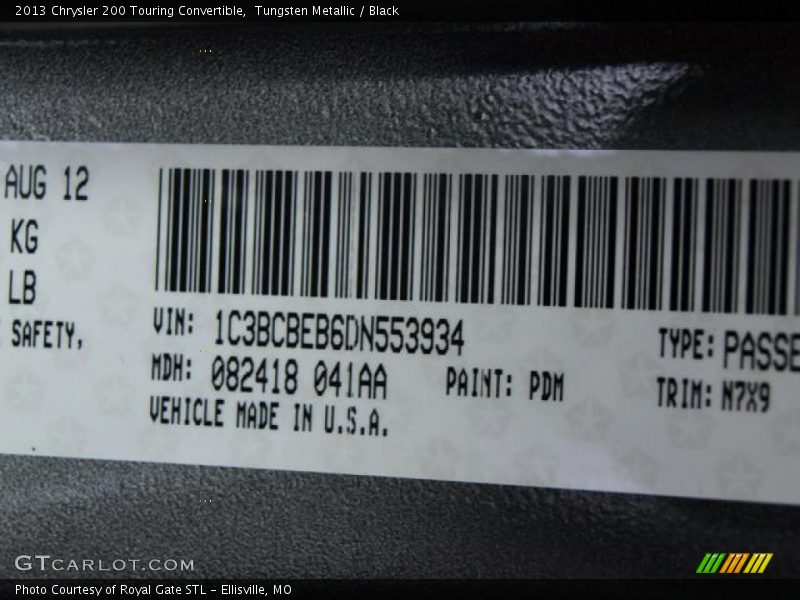 2013 Chrysler 200 Touring Convertible,  Tungsten Metallic / Black
AUG 12
KG
LB
SAFETY,
VIN: 1C3BCBEB6DN553934
TYPE: PASSE
MDH: 082418 041AA
PAINT: PDM
TRIM: N7X9
VEHICLE MADE IN U.S.A.
GTCARLOT.COM
Photo Courtesy of Royal Gate STL - Ellisville, MO